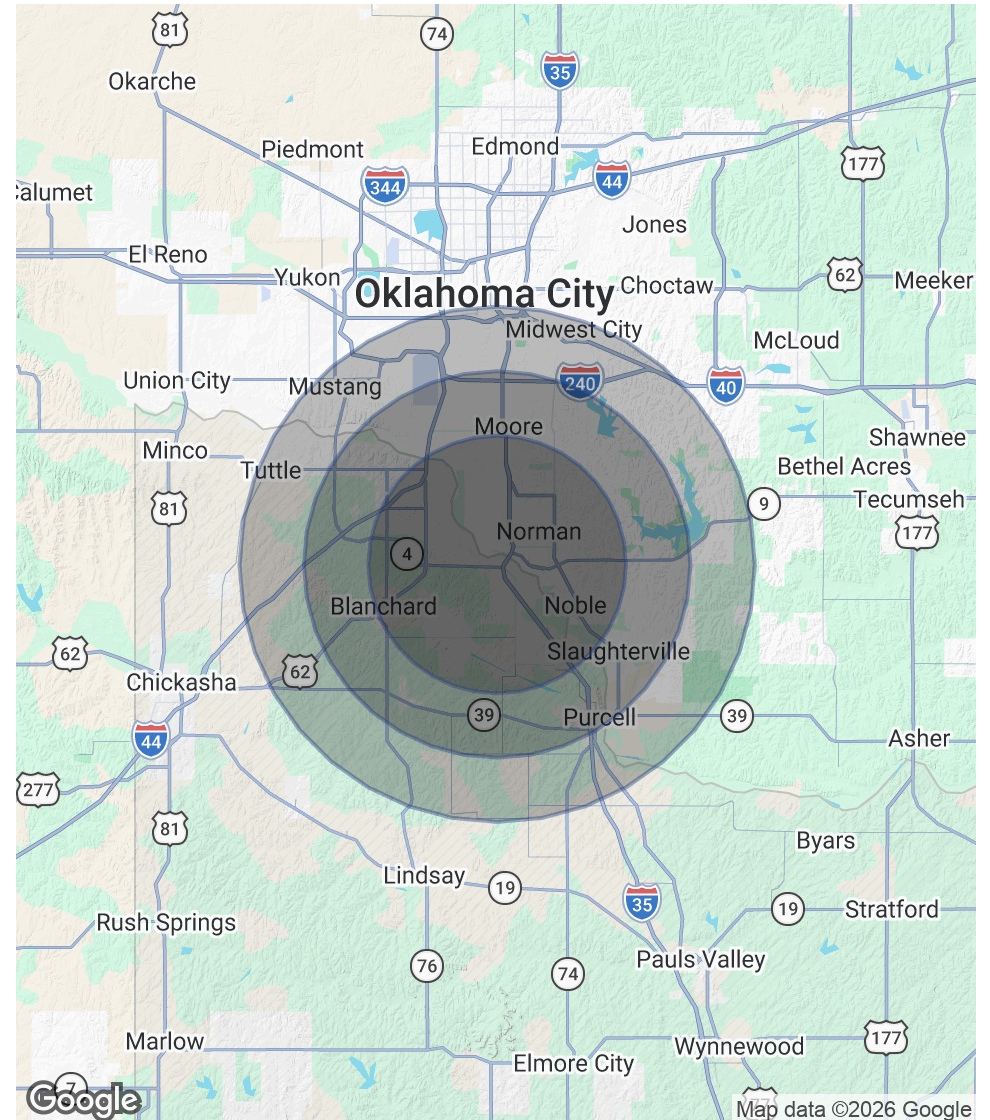 81
74
35
Okarche
Piedmont
Edmond
177
344
44
Calumet
Jones
El Reno
62
Yukon
Choctaw
Meeker
Oklahoma City
Midwest City
McLoud
Union City
Mustang
240
40
Moore
Shawnee
Minco
Tuttle
Bethel Acres
Tecumseh
81
9
Norman
177
4
Blanchard
Noble
62
Slaughterville
62
Chickasha
39
Purcell
39
44
Asher
277
81
Byars
Lindsay
19
35
19
Stratford
Rush Springs
Pauls Valley
76
74
Marlow
177
Wynnewood
Elmore City
7
Google
77
Map data ©2026 Google